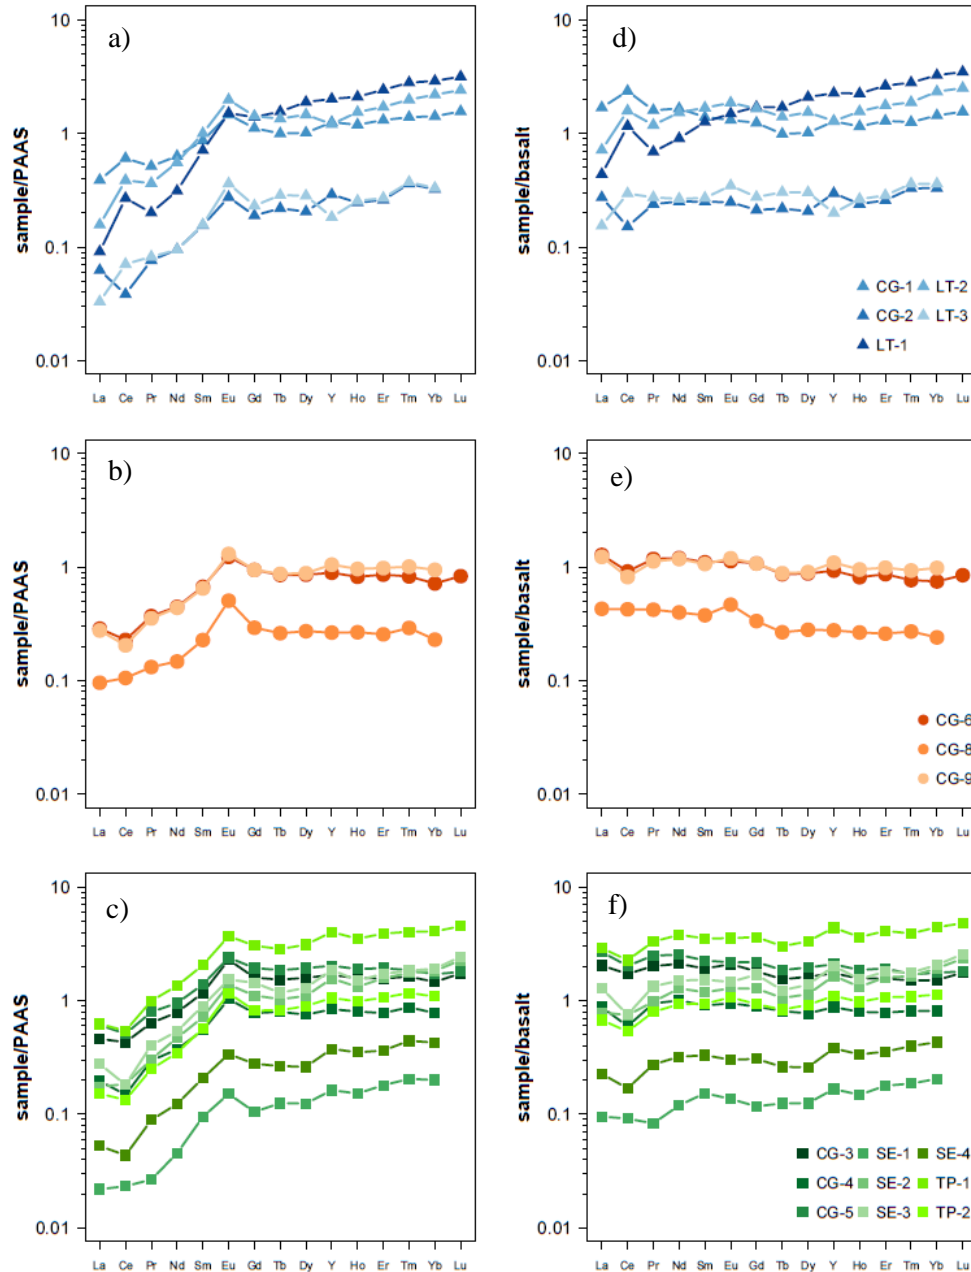 a)
sample/PAAS
10
1
0.1
0.01
La Ce Pr Nd Sm Eu Gd Tb Dy Y Ho Er Tm Yb Lu
d)
sample/basalt
10
1
0.1
0.01
CG-1 LT-2
CG-2 LT-3
LT-1
La Ce Pr Nd Sm Eu Gd Tb Dy Y Ho Er Tm Yb Lu
b)
sample/PAAS
10
1
0.1
0.01
La Ce Pr Nd Sm Eu Gd Tb Dy Y Ho Er Tm Yb Lu
e)
sample/basalt
10
1
0.1
0.01
CG-6
CG-8
CG-9
La Ce Pr Nd Sm Eu Gd Tb Dy Y Ho Er Tm Yb Lu
c)
sample/PAAS
10
1
0.1
0.01
La Ce Pr Nd Sm Eu Gd Tb Dy Y Ho Er Tm Yb Lu
f)
sample/basalt
10
1
0.1
0.01
CG-3 SE-1 SE-4
CG-4 SE-2 TP-1
CG-5 SE-3 TP-2
La Ce Pr Nd Sm Eu Gd Tb Dy Y Ho Er Tm Yb Lu